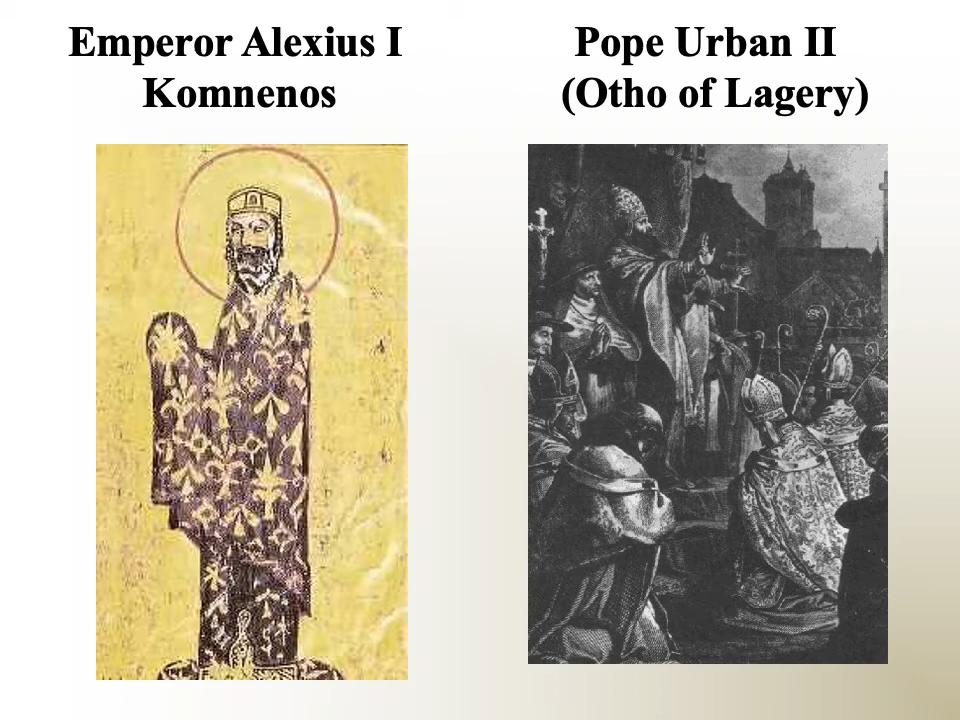 Emperor Alexius I
Komnenos
Pope Urban II
(Otho of Lagery)